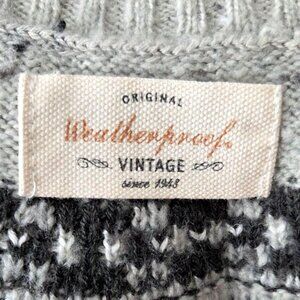 ORIGINAL
Weatherproof®
VINTAGE
since 1948